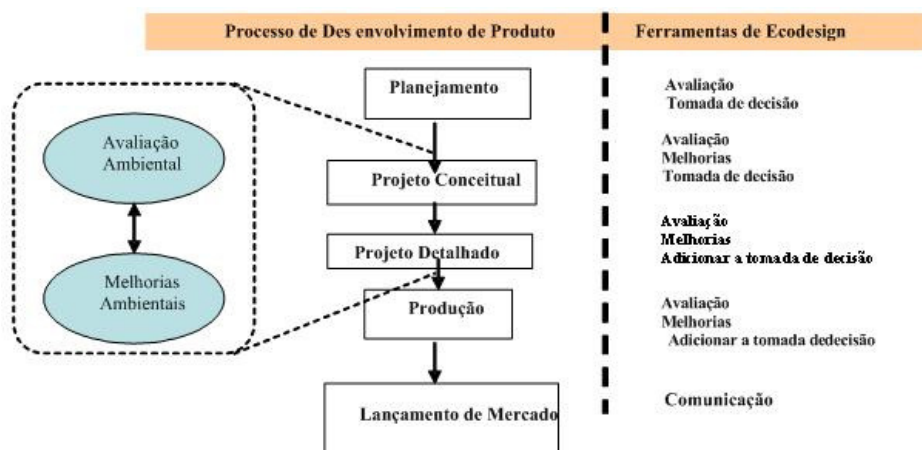 Processo de Des envolvimento de Produto
Ferramentas de Ecodesign
Planejamento
Avaliação
Tomada de decisão
Avaliação
Ambiental
Avaliação
Melhorias
Tomada de decisão
Projeto Conceitual
Avaliação
Melhorias
Adicionar a tomada de decisão
Projeto Detalhado
Melhorias
Ambientais
Produção
Avaliação
Melhorias
Adicionar a tomada dedecisão
Lançamento de Mercado
Comunicação